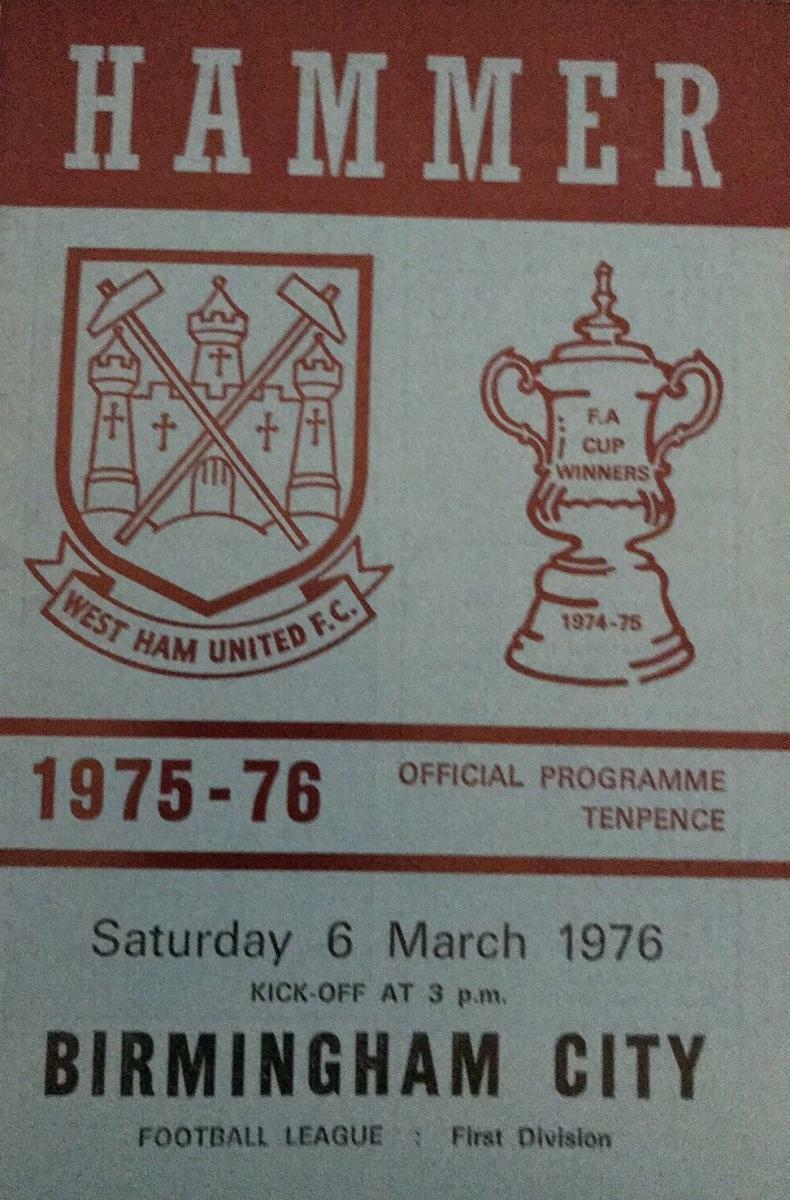 HAMMER
F.A
CUP
WINNERS
1974-75
WEST HAM UNITED F.C.
1975-76
OFFICIAL PROGRAMME
TENPENCE
Saturday 6 March 1976
KICK-OFF AT 3 p.m.
BIRMINGHAM CITY
FOOTBALL LEAGUE : First Division